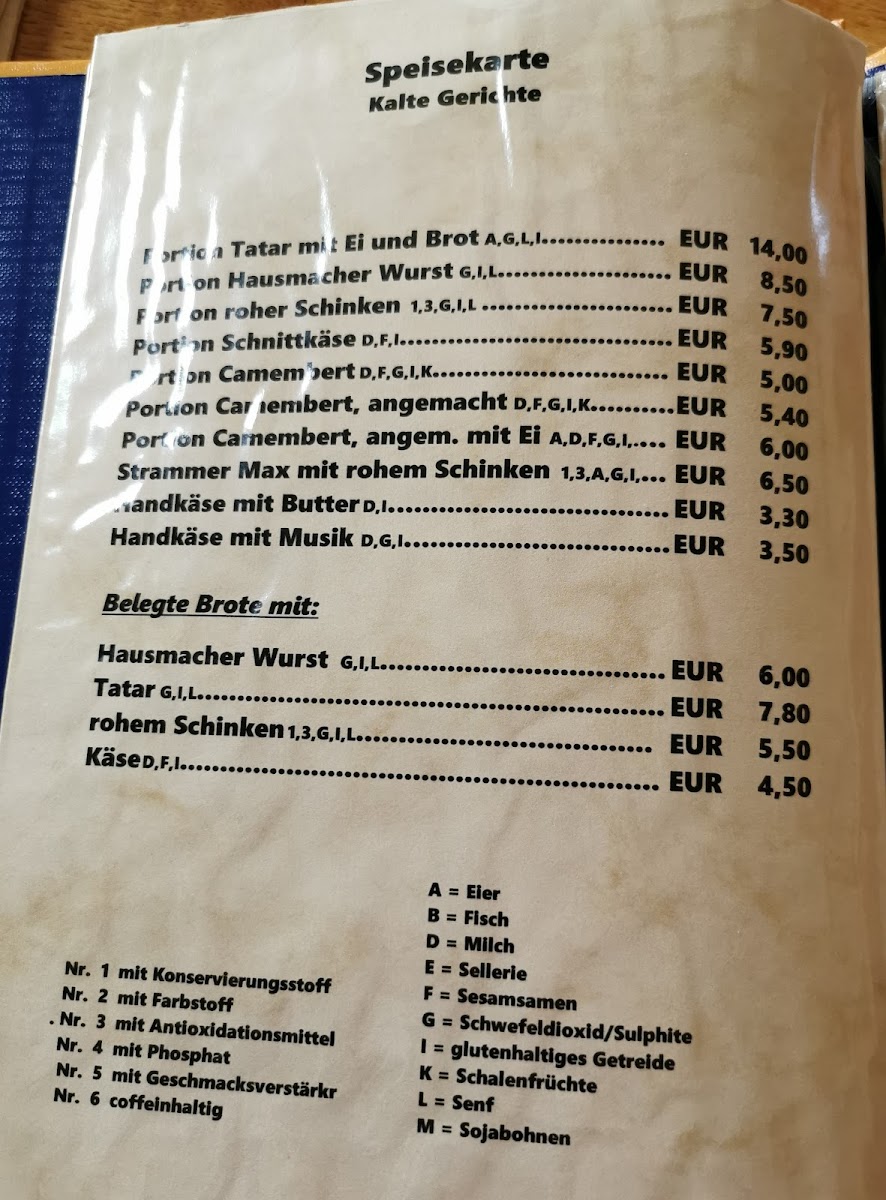 Speisekarte
Kalte Gerichte
Portion Tatar mit Ei und Brot A,G,L,I............... EUR 14,00
Portion Hausmacher Wurst G,I,L..................... EUR 8,50
Portion roher Schinken 1,3,G,I,L ....................... EUR 7,50
Portion Schnittkäse D,F,I................................. EUR 5,90
Portion Camembert D,F,G,I,K............................ EUR 5,00
Portion Camembert, angemacht D,F,G,I,K..........EUR 5,40
Portion Camembert, angem. mit Ei A,D,F,G,I,.... EUR 6,00
Strammer Max mit rohem Schinken 1,3,A,G,I,... EUR 6,50
Handkäse mit Butter D,I.................................. EUR 3,30
Handkäse mit Musik D,G,I................................EUR 3,50
Belegte Brote mit:
Hausmacher Wurst G,I,L.................................. EUR 6,00
Tatar G,I,L........................................................ EUR 7,80
rohem Schinken 1,3,G,I,L................................... EUR 5,50
Käse D,F,I......................................................... EUR 4,50
Nr. 1 mit Konservierungsstoff
Nr. 2 mit Farbstoff
. Nr. 3 mit Antioxidationsmittel
Nr. 4 mit Phosphat
Nr. 5 mit Geschmacksverstärkr
Nr. 6 coffeinhaltig
A = Eier
B = Fisch
D = Milch
E = Sellerie
F = Sesamsamen
G = Schwefeldioxid/Sulphite
I = glutenhaltiges Getreide
K = Schalenfrüchte
L = Senf
M = Sojabohnen